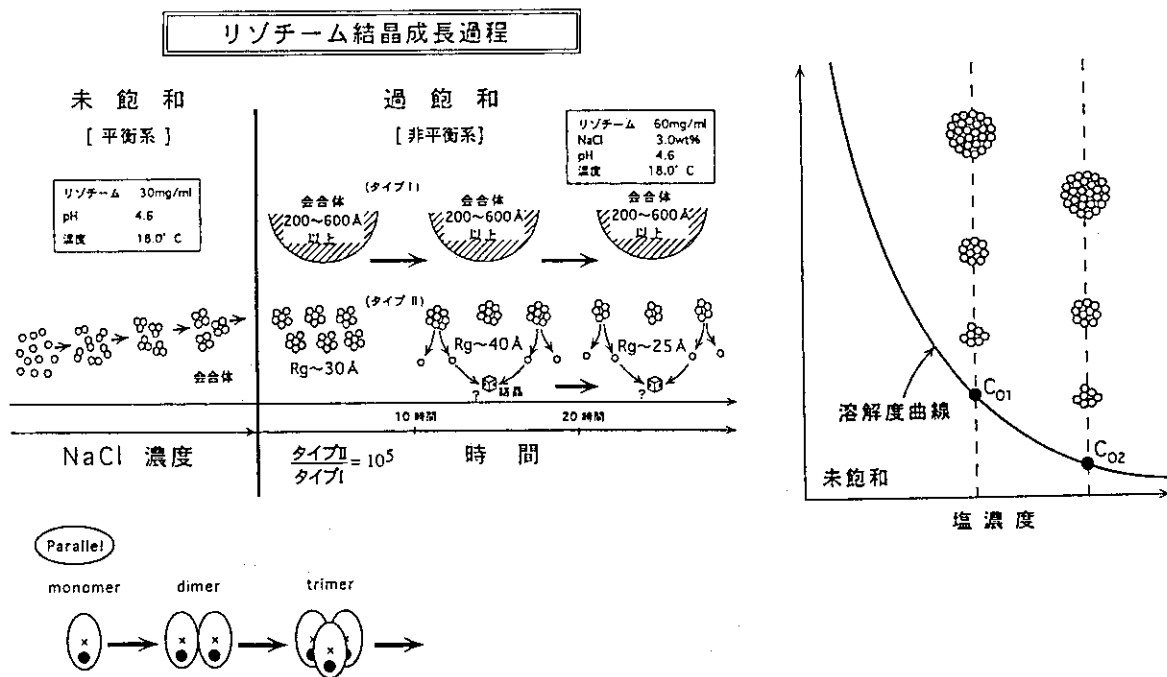 リゾチーム結晶成長過程
未飽和
[平衡系]
過飽和
[非平衡系]
リゾチーム 30mg/ml
pH 4.6
温度 18.0°C
リゾチーム 60mg/ml
NaCl 3.0wt%
pH 4.6
温度 18.0°C
(タイプI)
会合体
200~600Å
以上
会合体
200~600Å
以上
会合体
200~600Å
以上
(タイプII)
会合体
Rg~30Å
Rg~40Å
Rg~25Å
?
結晶
?
10時間
20時間
NaCl 濃度
タイプII
タイプI
= 10⁵
時間
C01
溶解度曲線
C02
未飽和
塩濃度
Parallel
monomer
dimer
trimer